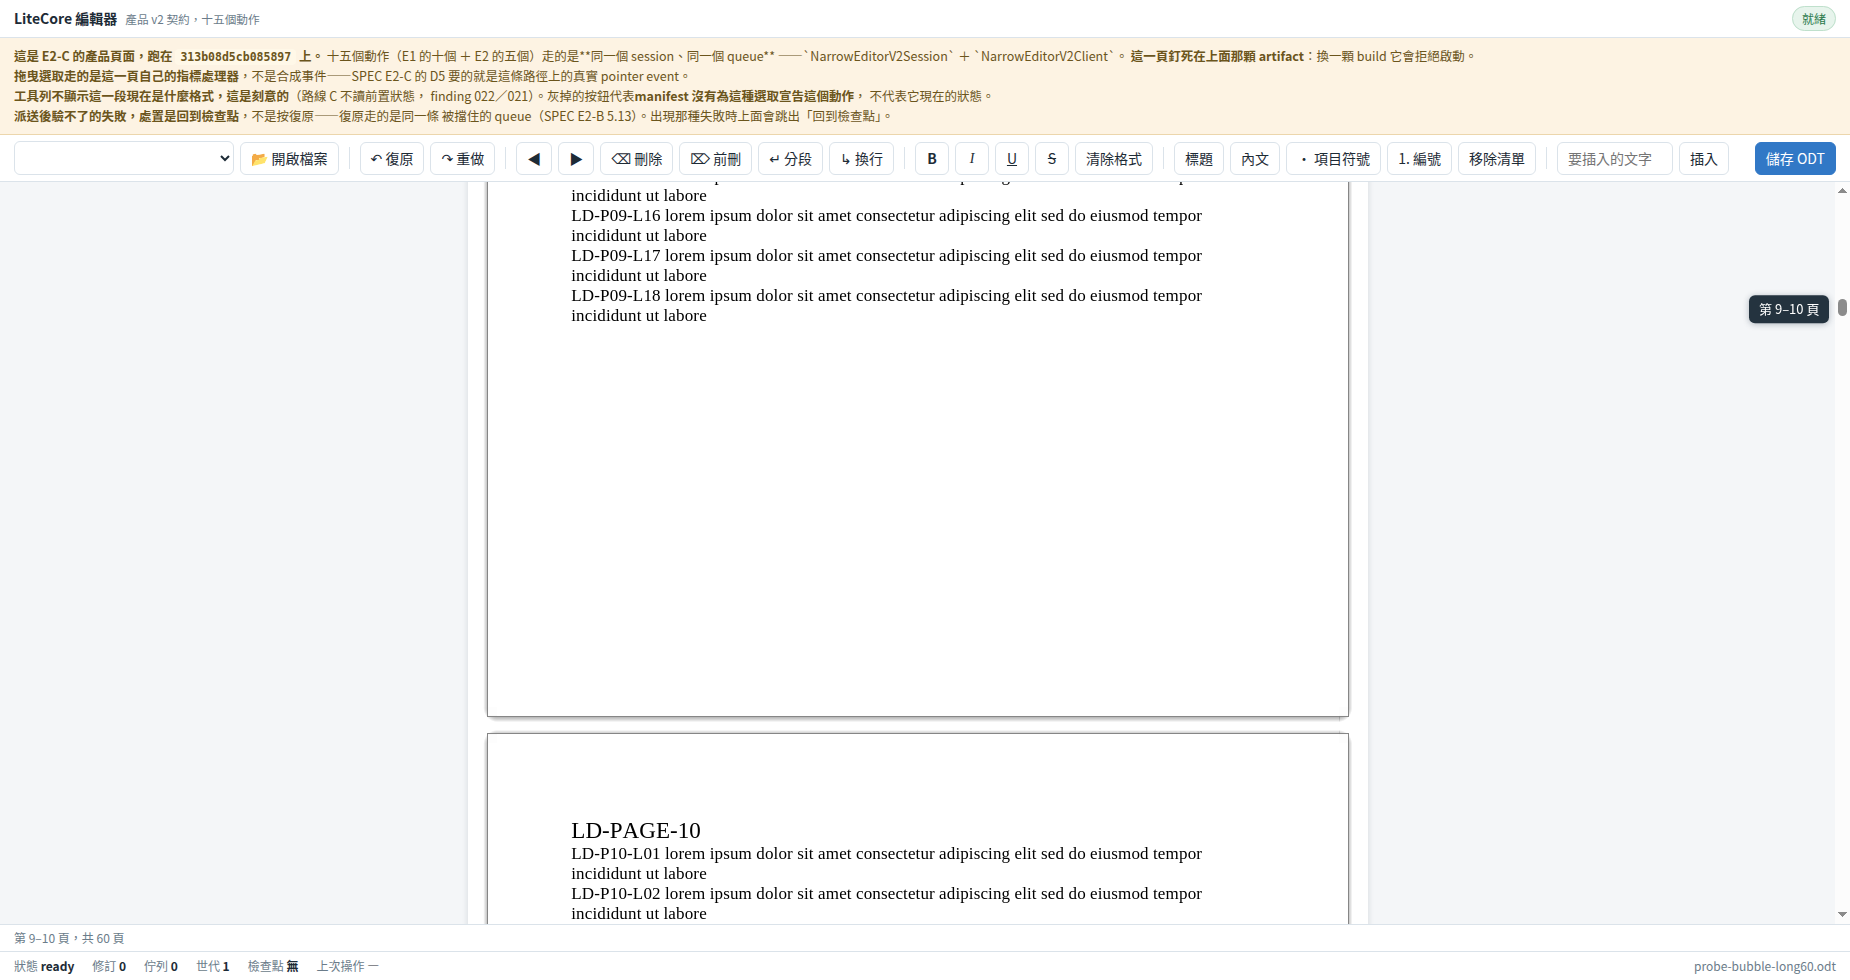 LiteCore 編輯器 產品 v2 契約，十五個動作
就緒
這是 E2-C 的產品頁面，跑在 313b08d5cb085897 上。 十五個動作（E1 的十個 ＋ E2 的五個）走的是**同一個 session、同一個 queue** ──`NarrowEditorV2Session` ＋ `NarrowEditorV2Client`。 這一頁釘死在上面那顆 artifact：換一顆 build 它會拒絕啟動。
拖曳選取走的是這一頁自己的指標處理器，不是合成事件──SPEC E2-C 的 D5 要的就是這條路徑上的真實 pointer event。
工具列不顯示這一段現在是什麼格式，這是刻意的（路線 C 不讀前置狀態， finding 022／021）。灰掉的按鈕代表manifest 沒有為這種選取宣告這個動作， 不代表它現在的狀態。
派送後驗不了的失敗，處置是回到檢查點，不是按復原──復原走的是同一條 被擋住的 queue（SPEC E2-B 5.13）。出現那種失敗時上面會跳出「回到檢查點」。
📂 開啟檔案 ↶ 復原 ↷ 重做 ◀ ▶ ⌫ 刪除 ⌦ 前刪 ↵ 分段 ↳ 換行 B I U S 清除格式 標題 內文 ・ 項目符號 1. 編號 移除清單 要插入的文字 插入 儲存 ODT
incididunt ut labore
LD-P09-L16 lorem ipsum dolor sit amet consectetur adipiscing elit sed do eiusmod tempor
incididunt ut labore
LD-P09-L17 lorem ipsum dolor sit amet consectetur adipiscing elit sed do eiusmod tempor
incididunt ut labore
LD-P09-L18 lorem ipsum dolor sit amet consectetur adipiscing elit sed do eiusmod tempor
incididunt ut labore
第 9–10 頁
LD-PAGE-10
LD-P10-L01 lorem ipsum dolor sit amet consectetur adipiscing elit sed do eiusmod tempor
incididunt ut labore
LD-P10-L02 lorem ipsum dolor sit amet consectetur adipiscing elit sed do eiusmod tempor
incididunt ut labore
第 9–10 頁，共 60 頁
狀態 ready 修訂 0 佇列 0 世代 1 檢查點 無 上次操作 —
probe-bubble-long60.odt